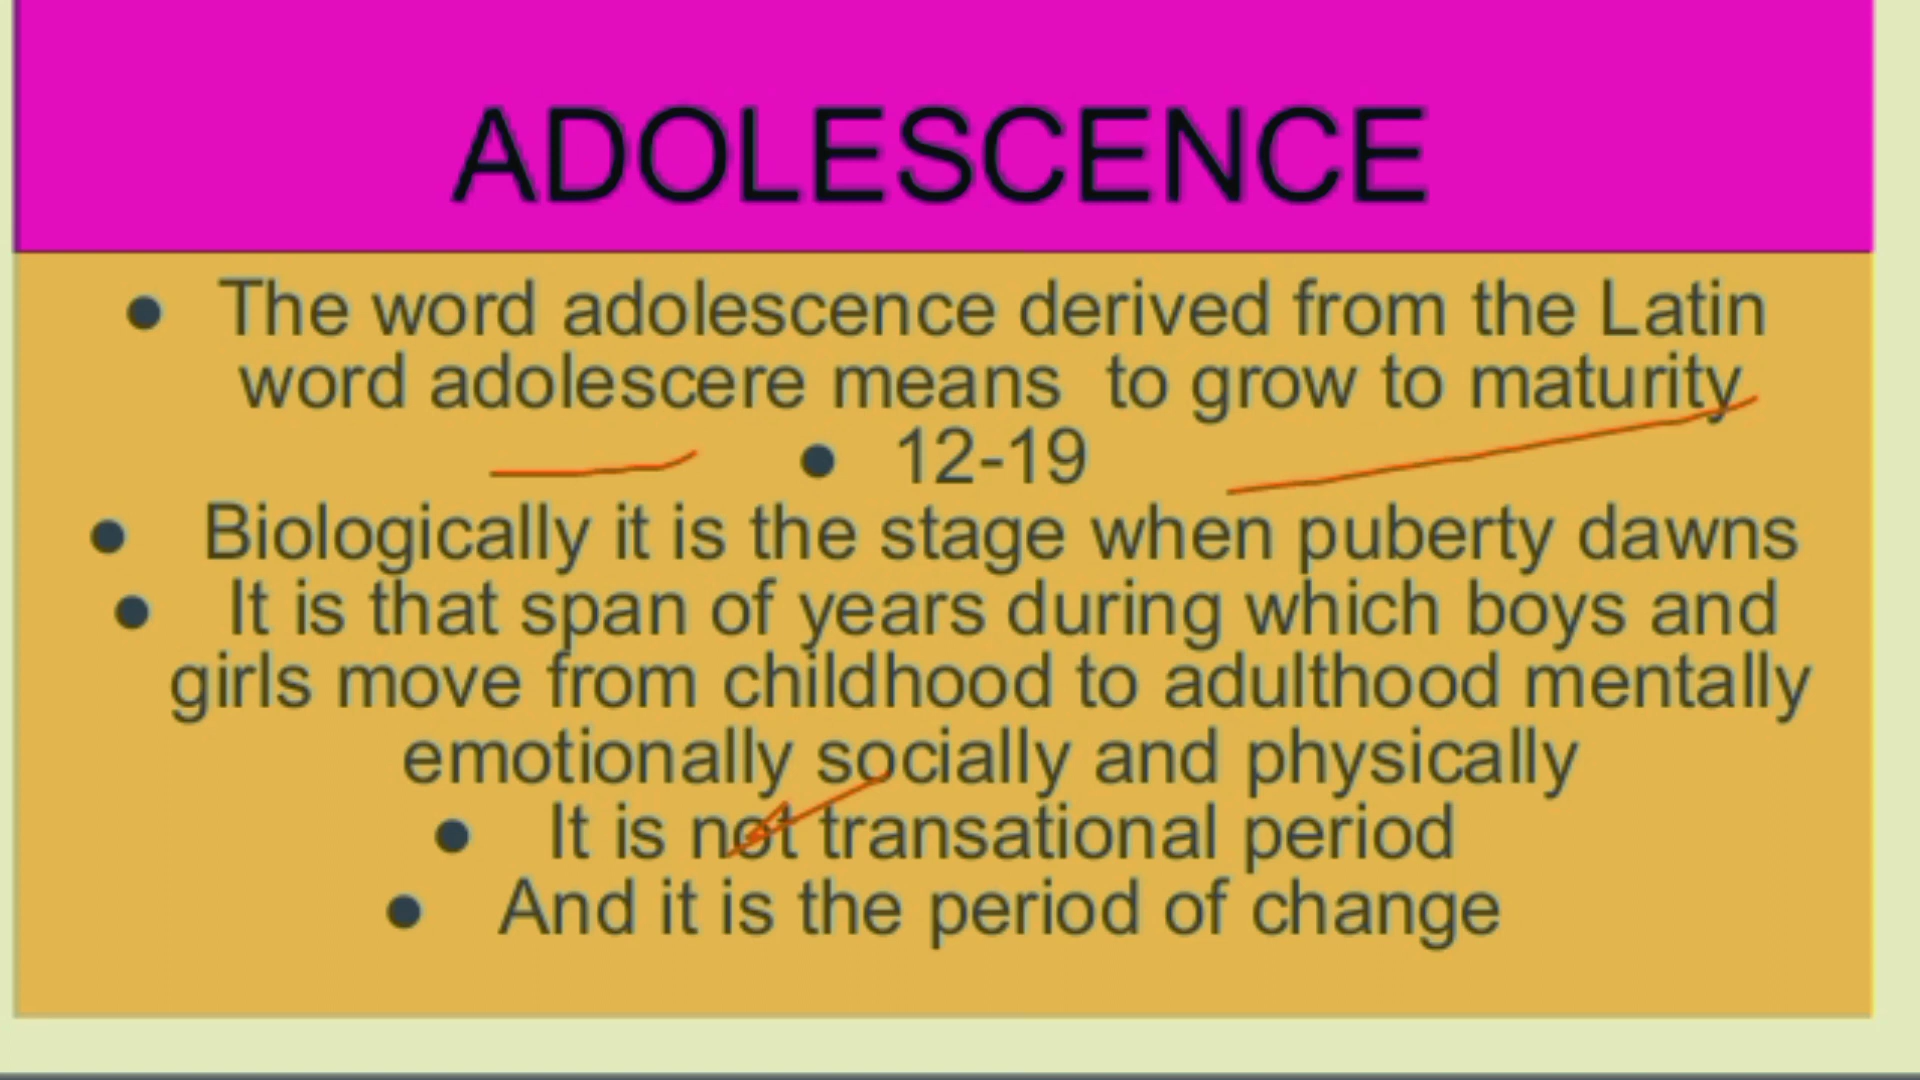 ADOLESCENCE
• The word adolescence derived from the Latin
word adolescere means to grow to maturity
• 12-19
• Biologically it is the stage when puberty dawns
• It is that span of years during which boys and
girls move from childhood to adulthood mentally
emotionally socially and physically
• It is not transational period
• And it is the period of change